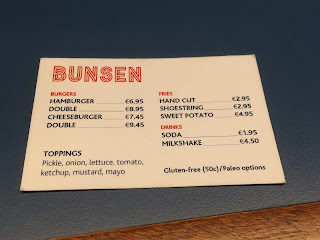 BUNSEN
BURGERS
HAMBURGER €6.95
DOUBLE €8.95
CHEESEBURGER €7.45
DOUBLE €9.45
FRIES
HAND CUT €2.95
SHOESTRING €2.95
SWEET POTATO €4.95
DRINKS
SODA €1.95
MILKSHAKE €4.50
TOPPINGS
Pickle, onion, lettuce, tomato,
ketchup, mustard, mayo
Gluten-free (50c)/Paleo options